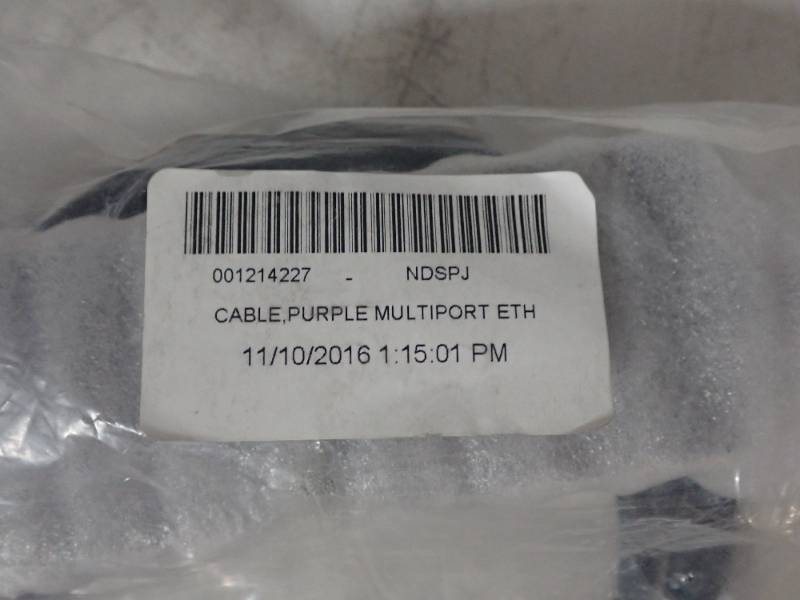 001214227 - NDSPJ
CABLE,PURPLE MULTIPORT ETH
11/10/2016 1:15:01 PM